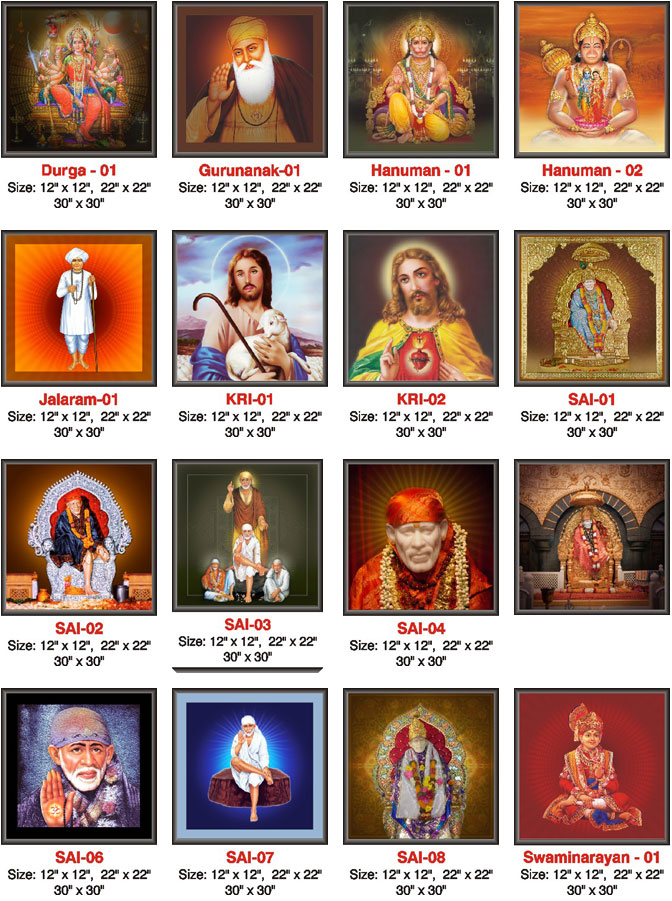 Durga - 01
Size: 12" x 12", 22" x 22"
30" x 30"
Gurunanak-01
Size: 12" x 12", 22" x 22"
30" x 30"
Hanuman - 01
Size: 12" x 12", 22" x 22"
30" x 30"
Hanuman - 02
Size: 12" x 12", 22" x 22"
30" x 30"
Jalaram-01
Size: 12" x 12", 22" x 22"
30" x 30"
KRI-01
Size: 12" x 12", 22" x 22"
30" x 30"
KRI-02
Size: 12" x 12", 22" x 22"
30" x 30"
SAI-01
Size: 12" x 12", 22" x 22"
30" x 30"
SAI-02
Size: 12" x 12", 22" x 22"
30" x 30"
SAI-03
Size: 12" x 12", 22" x 22"
30" x 30"
SAI-04
Size: 12" x 12", 22" x 22"
30" x 30"
SAI-06
Size: 12" x 12", 22" x 22"
30" x 30"
SAI-07
Size: 12" x 12", 22" x 22"
30" x 30"
SAI-08
Size: 12" x 12", 22" x 22"
30" x 30"
Swaminarayan - 01
Size: 12" x 12", 22" x 22"
30" x 30"